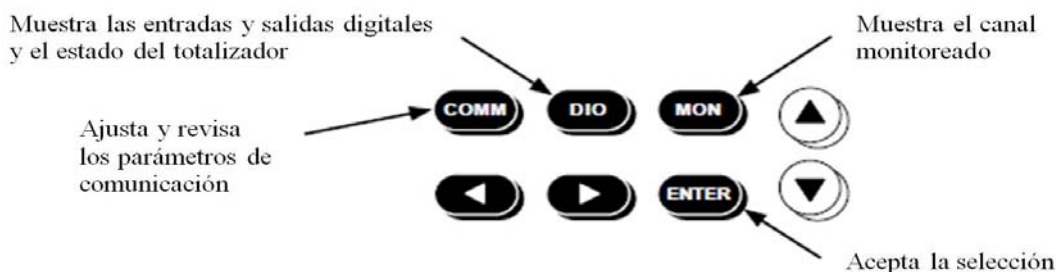 Muestra las entradas y salidas digitales
y el estado del totalizador
Muestra el canal
monitoreado
COMM
DIO
MON
Ajusta y revisa
los parámetros de
comunicación
ENTER
Acepta la selección